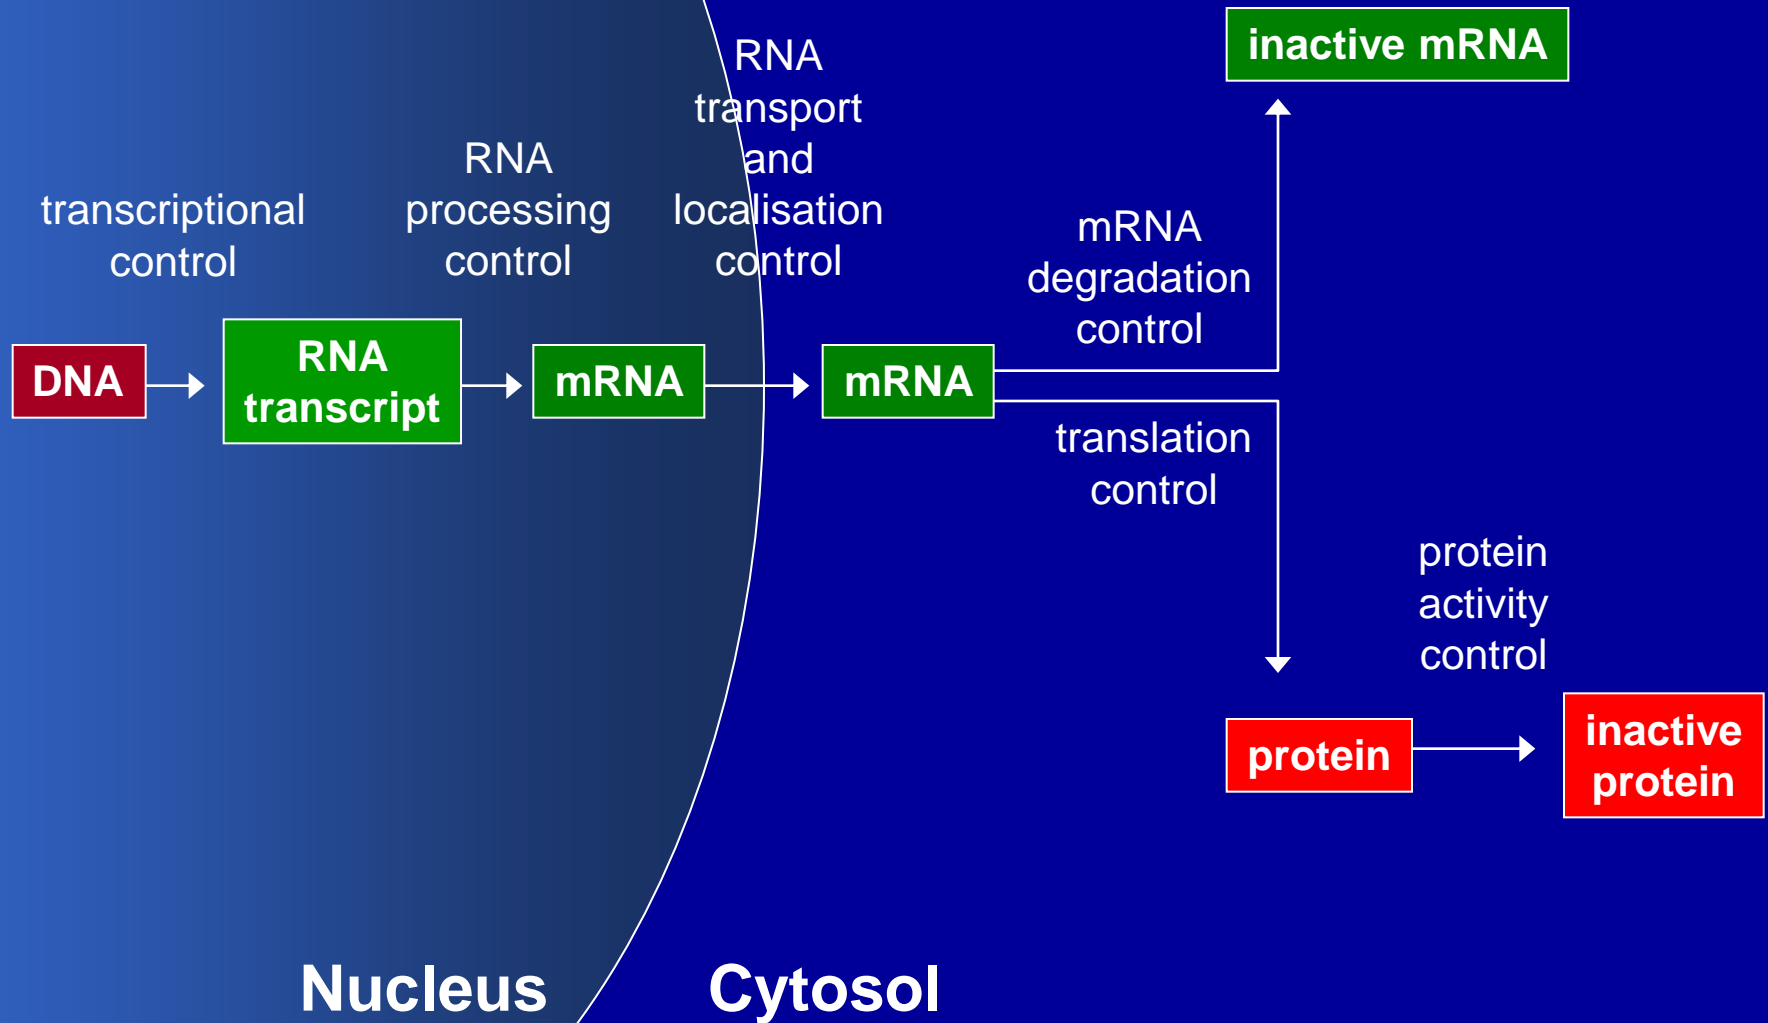 transcriptional
control
RNA
processing
control
RNA
transport
and
localisation
control
DNA
RNA
transcript
mRNA
mRNA
mRNA
degradation
control
inactive mRNA
translation
control
protein
protein
activity
control
inactive
protein
Nucleus
Cytosol